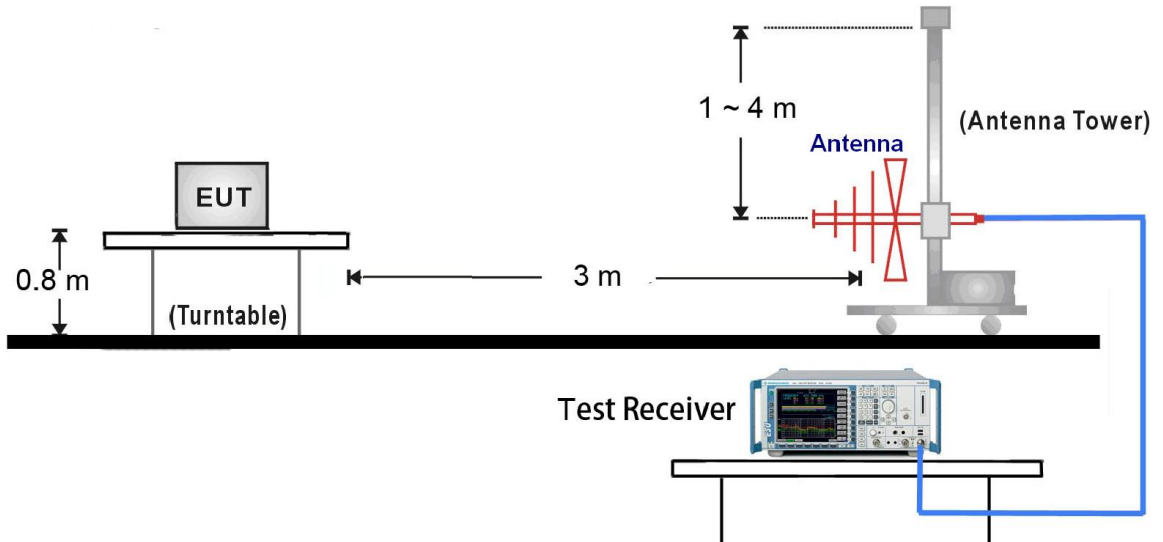 1 ~ 4 m
(Antenna Tower)
Antenna
EUT
0.8 m
3 m
(Turntable)
Test Receiver